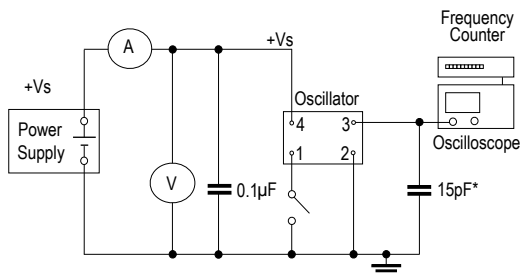 Frequency
Counter
A
+Vs
+Vs
Oscillator
Power
Supply
4
3
Oscilloscope
1
2
V
0.1µF
15pF*